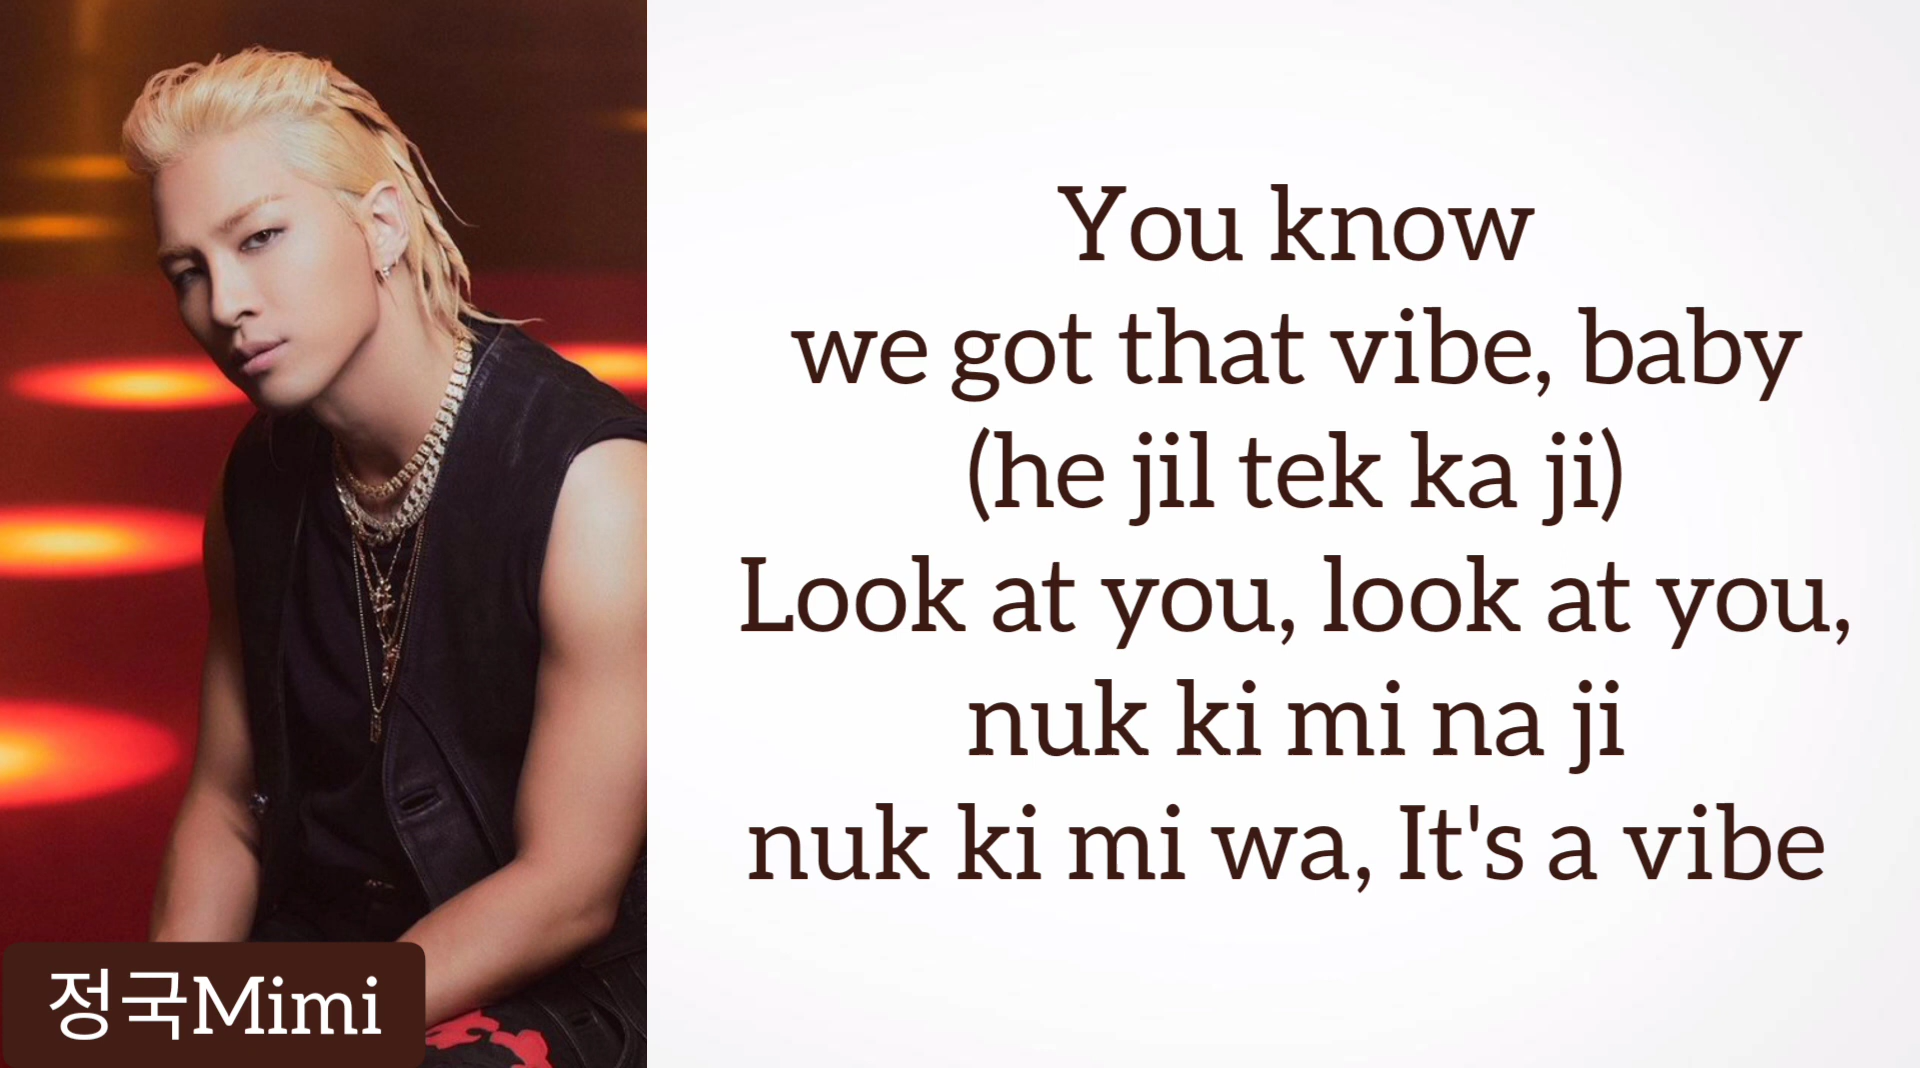 You know
we got that vibe, baby
(he jil tek ka ji)
Look at you, look at you,
nuk ki mi na ji
nuk ki mi wa, It's a vibe
정국Mimi